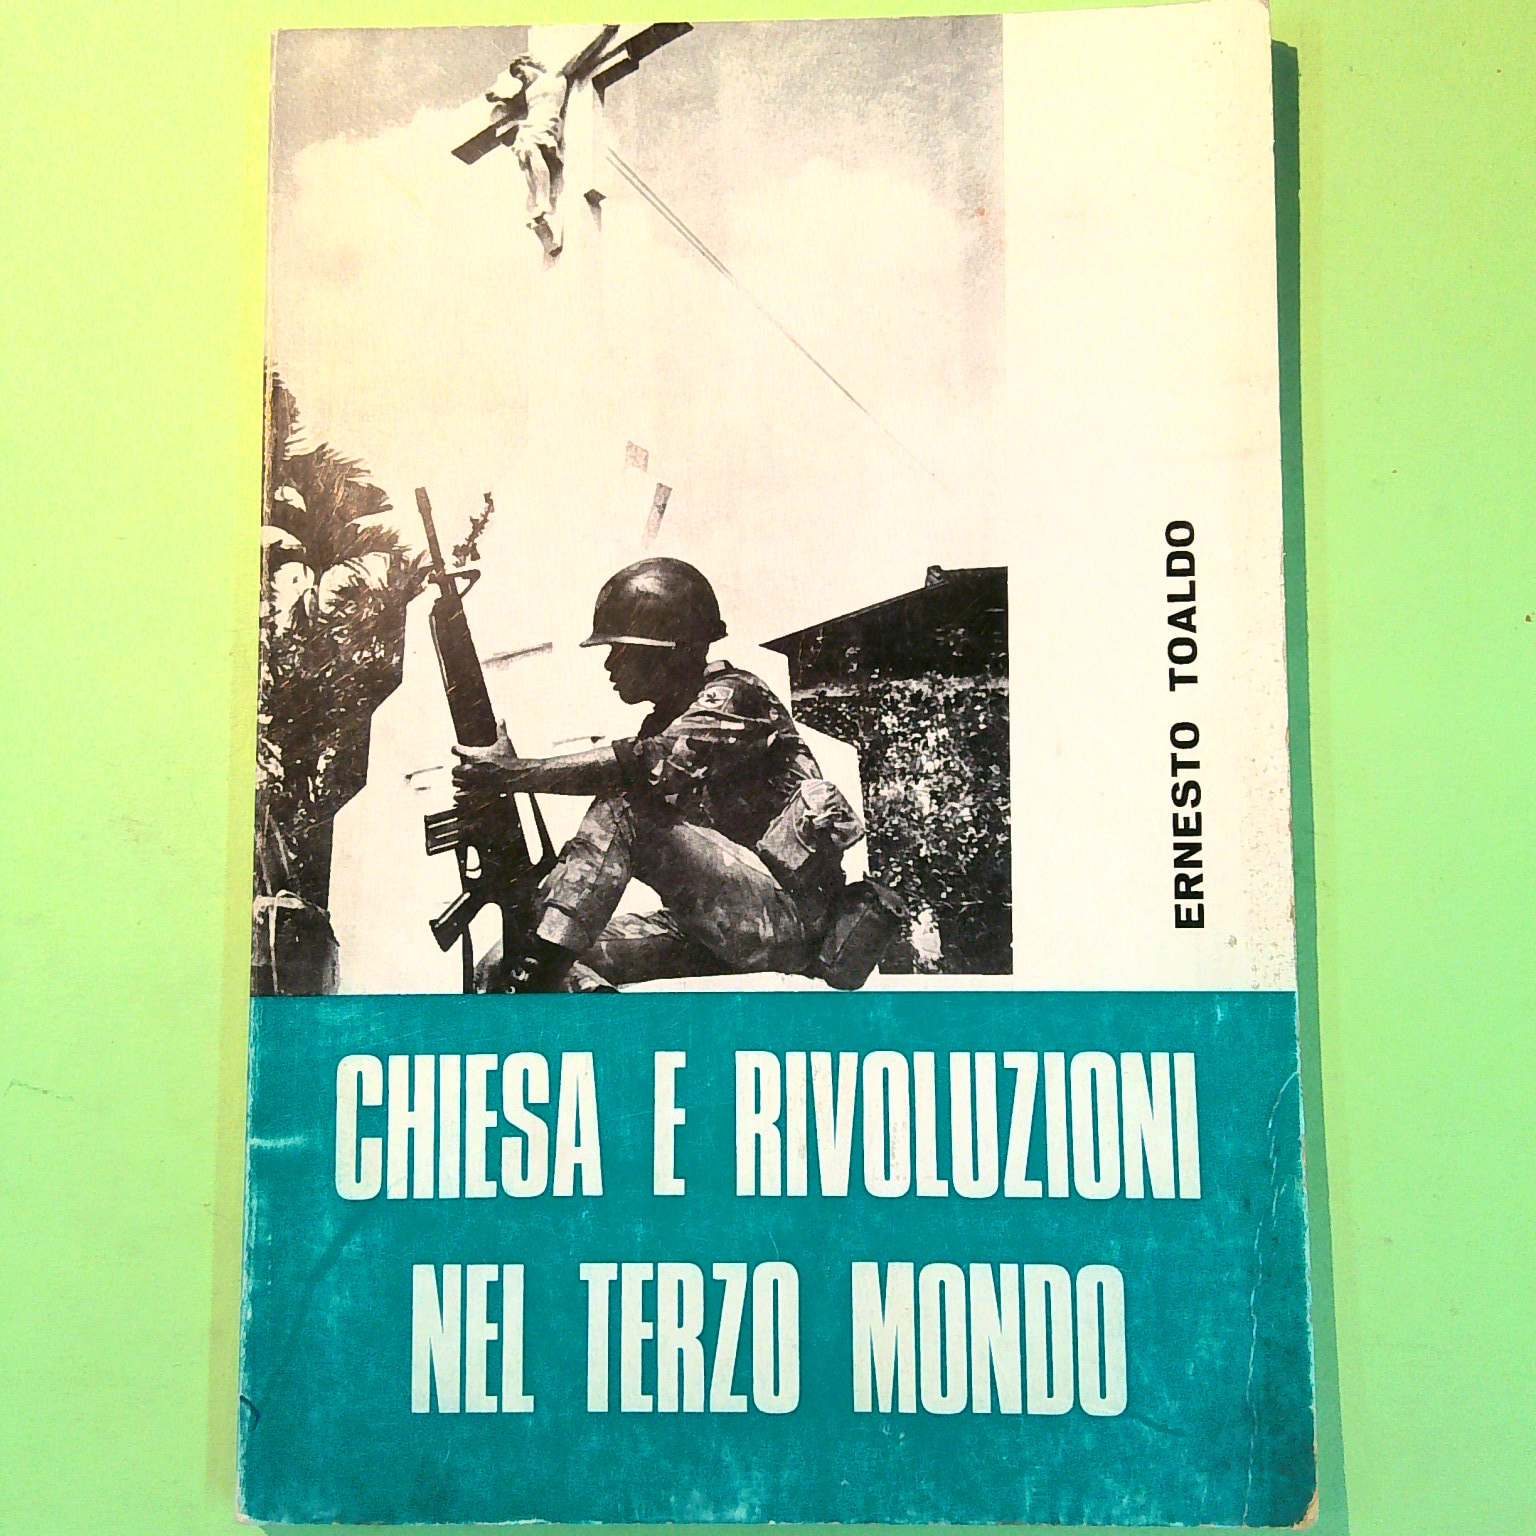 ERNESTO TOALDO
CHIESA E RIVOLUZIONI
NEL TERZO MONDO